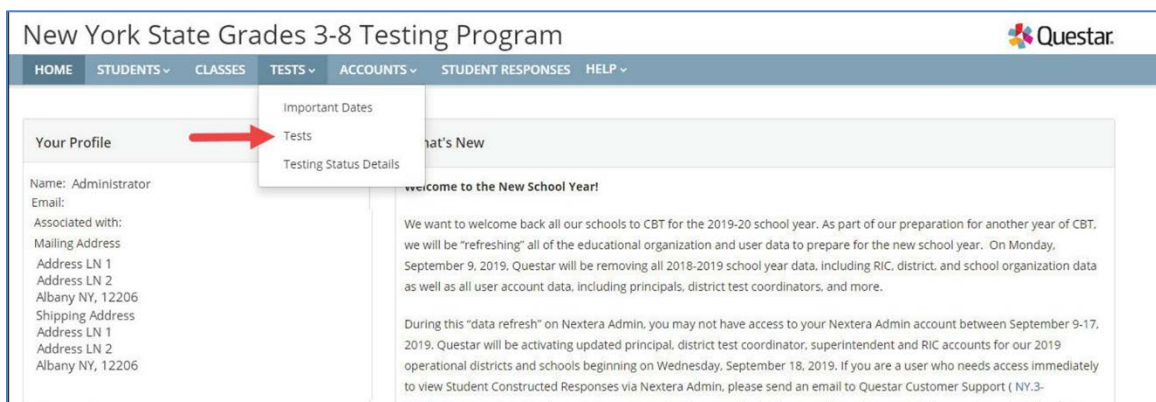 New York State Grades 3-8 Testing Program
Questar
HOME STUDENTS CLASSES TESTS ACCOUNTS STUDENT RESPONSES HELP
Important Dates
Tests
Testing Status Details
Your Profile
Name: Administrator
Email:
Associated with:
Mailing Address
Address LN 1
Address LN 2
Albany NY, 12206
Shipping Address
Address LN 1
Address LN 2
Albany NY, 12206
What's New
Welcome to the New School Year!
We want to welcome back all our schools to CBT for the 2019-20 school year. As part of our preparation for another year of CBT,
we will be “refreshing” all of the educational organization and user data to prepare for the new school year. On Monday,
September 9, 2019, Questar will be removing all 2018-2019 school year data, including RIC, district, and school organization data
as well as all user account data, including principals, district test coordinators, and more.
During this “data refresh” on Nextera Admin, you may not have access to your Nextera Admin account between September 9-17,
2019. Questar will be activating updated principal, district test coordinator, superintendent and RIC accounts for our 2019
operational districts and schools beginning on Wednesday, September 18, 2019. If you are a user who needs access immediately
to view Student Constructed Responses via Nextera Admin, please send an email to Questar Customer Support ( NY.3-